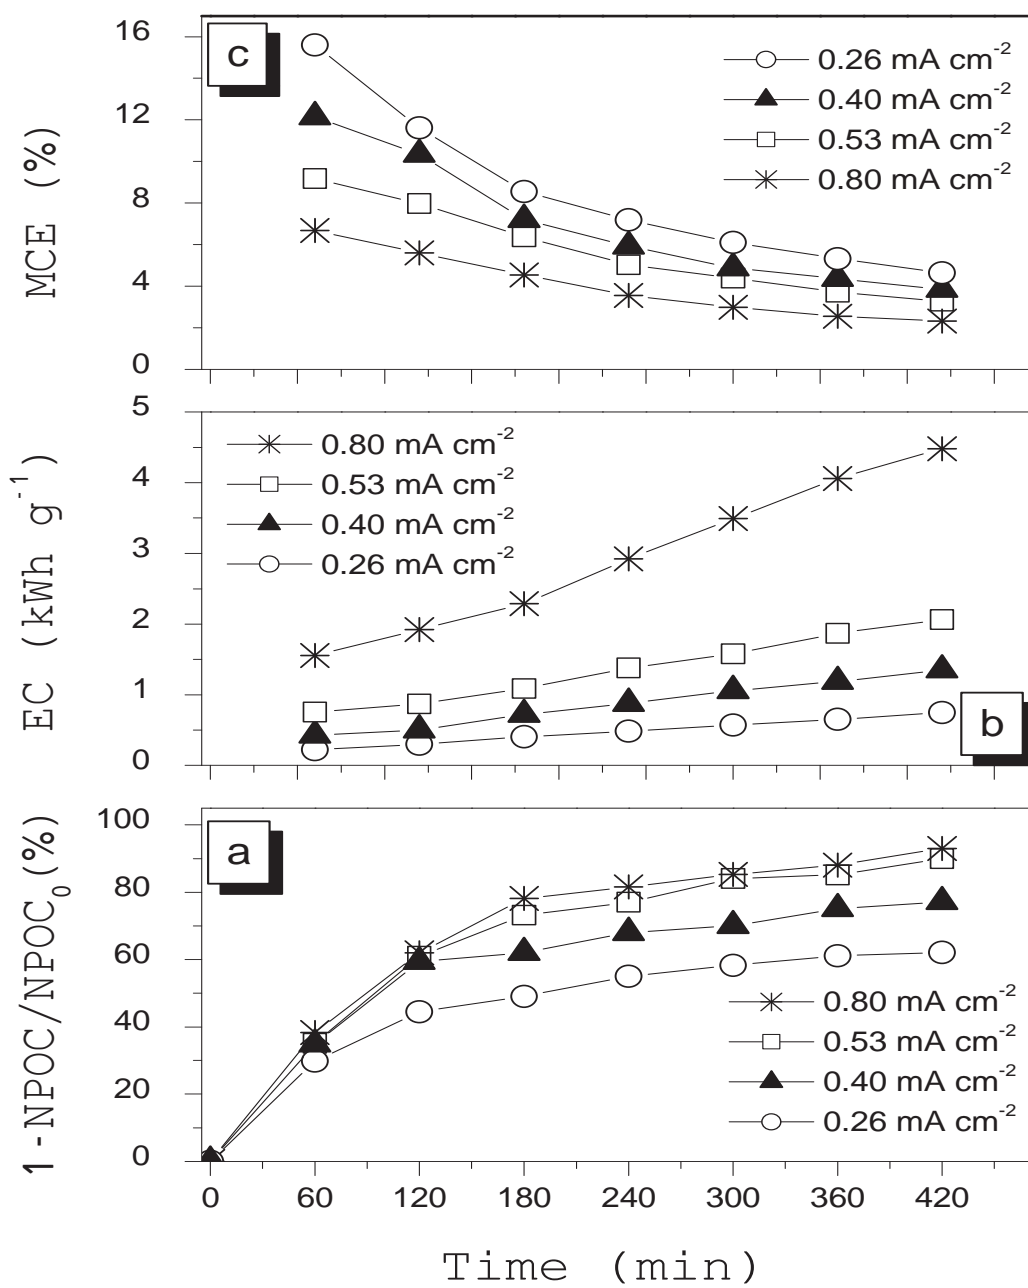 c
MCE (%)
16
12
8
4
0
0.26 mA cm⁻²
0.40 mA cm⁻²
0.53 mA cm⁻²
0.80 mA cm⁻²
EC (kWh g⁻¹)
5
4
3
2
1
0
0.80 mA cm⁻²
0.53 mA cm⁻²
0.40 mA cm⁻²
0.26 mA cm⁻²
b
1-NPOC/NPOC₀(%)
100
80
60
40
20
0
a
0.80 mA cm⁻²
0.53 mA cm⁻²
0.40 mA cm⁻²
0.26 mA cm⁻²
0 60 120 180 240 300 360 420
Time (min)